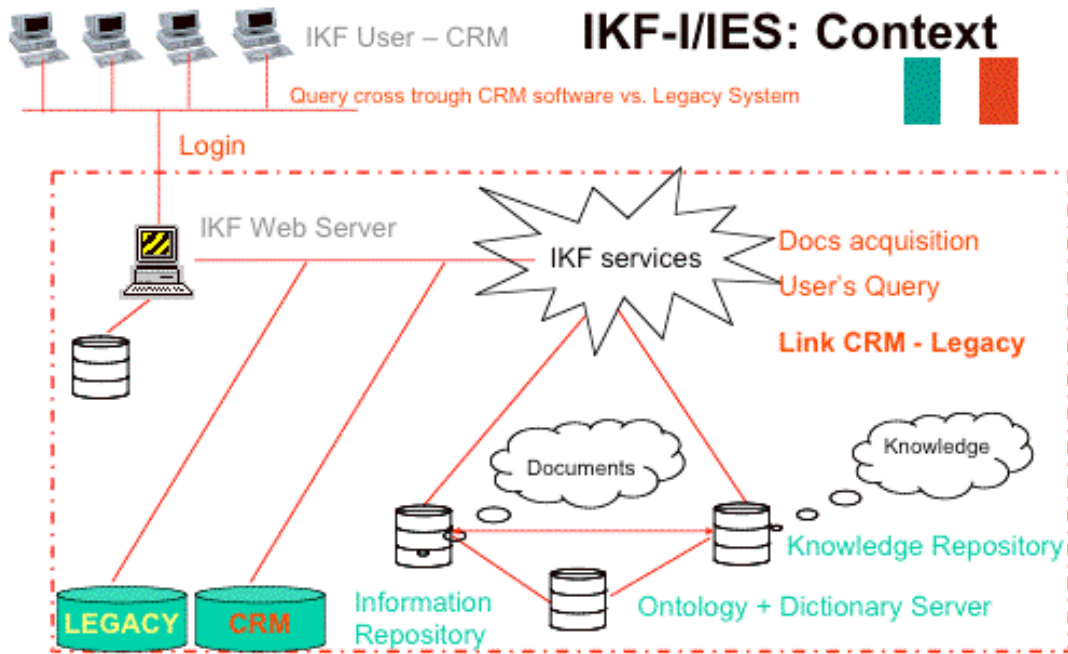 IKF User – CRM
IKF-I/IES: Context
Query cross trough CRM software vs. Legacy System
Login
IKF Web Server
IKF services
Docs acquisition
User's Query
Link CRM - Legacy
Documents
Knowledge
Knowledge Repository
LEGACY
CRM
Information
Repository
Ontology + Dictionary Server